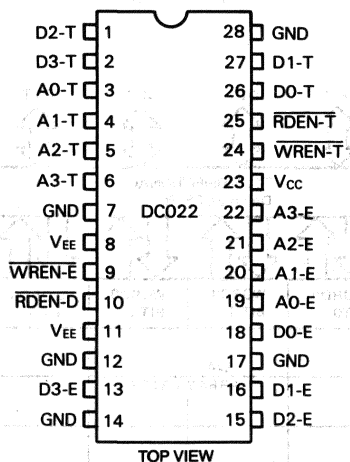 D2-T 1 28 GND
D3-T 2 27 D1-T
A0-T 3 26 D0-T
A1-T 4 25 RDEN-T
A2-T 5 24 WREN-T
A3-T 6 23 VCC
GND 7 DC022 22 A3-E
VEE 8 21 A2-E
WREN-E 9 20 A1-E
RDEN-D 10 19 A0-E
VEE 11 18 D0-E
GND 12 17 GND
D3-E 13 16 D1-E
GND 14 15 D2-E
TOP VIEW